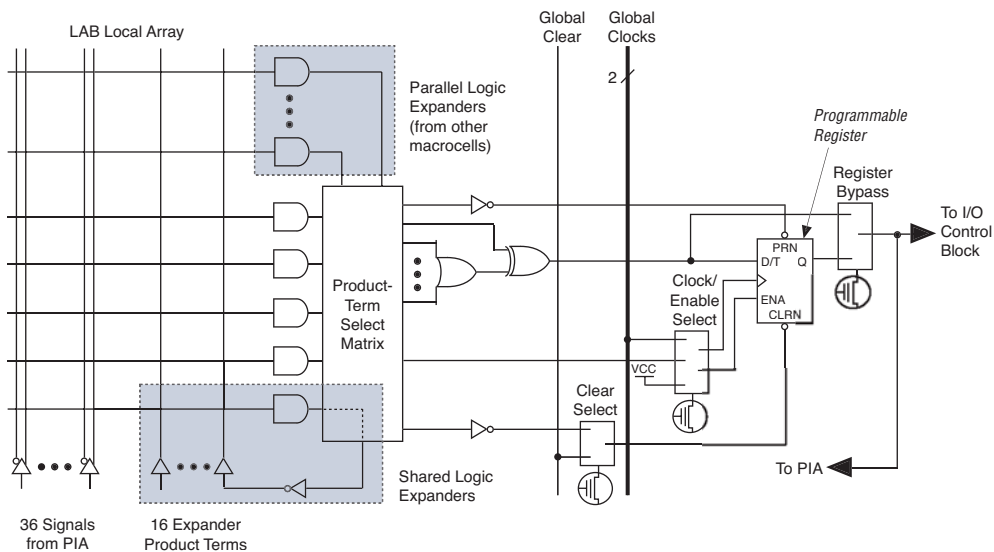 LAB Local Array
Global
Clear
Global
Clocks
2
Parallel Logic
Expanders
(from other
macrocells)
Programmable
Register
Register
Bypass
To I/O
Control
Block
PRN
D/T
Q
ENA
CLRN
Product-
Term
Select
Matrix
Clock/
Enable
Select
VCC
Clear
Select
To PIA
Shared Logic
Expanders
36 Signals
from PIA
16 Expander
Product Terms